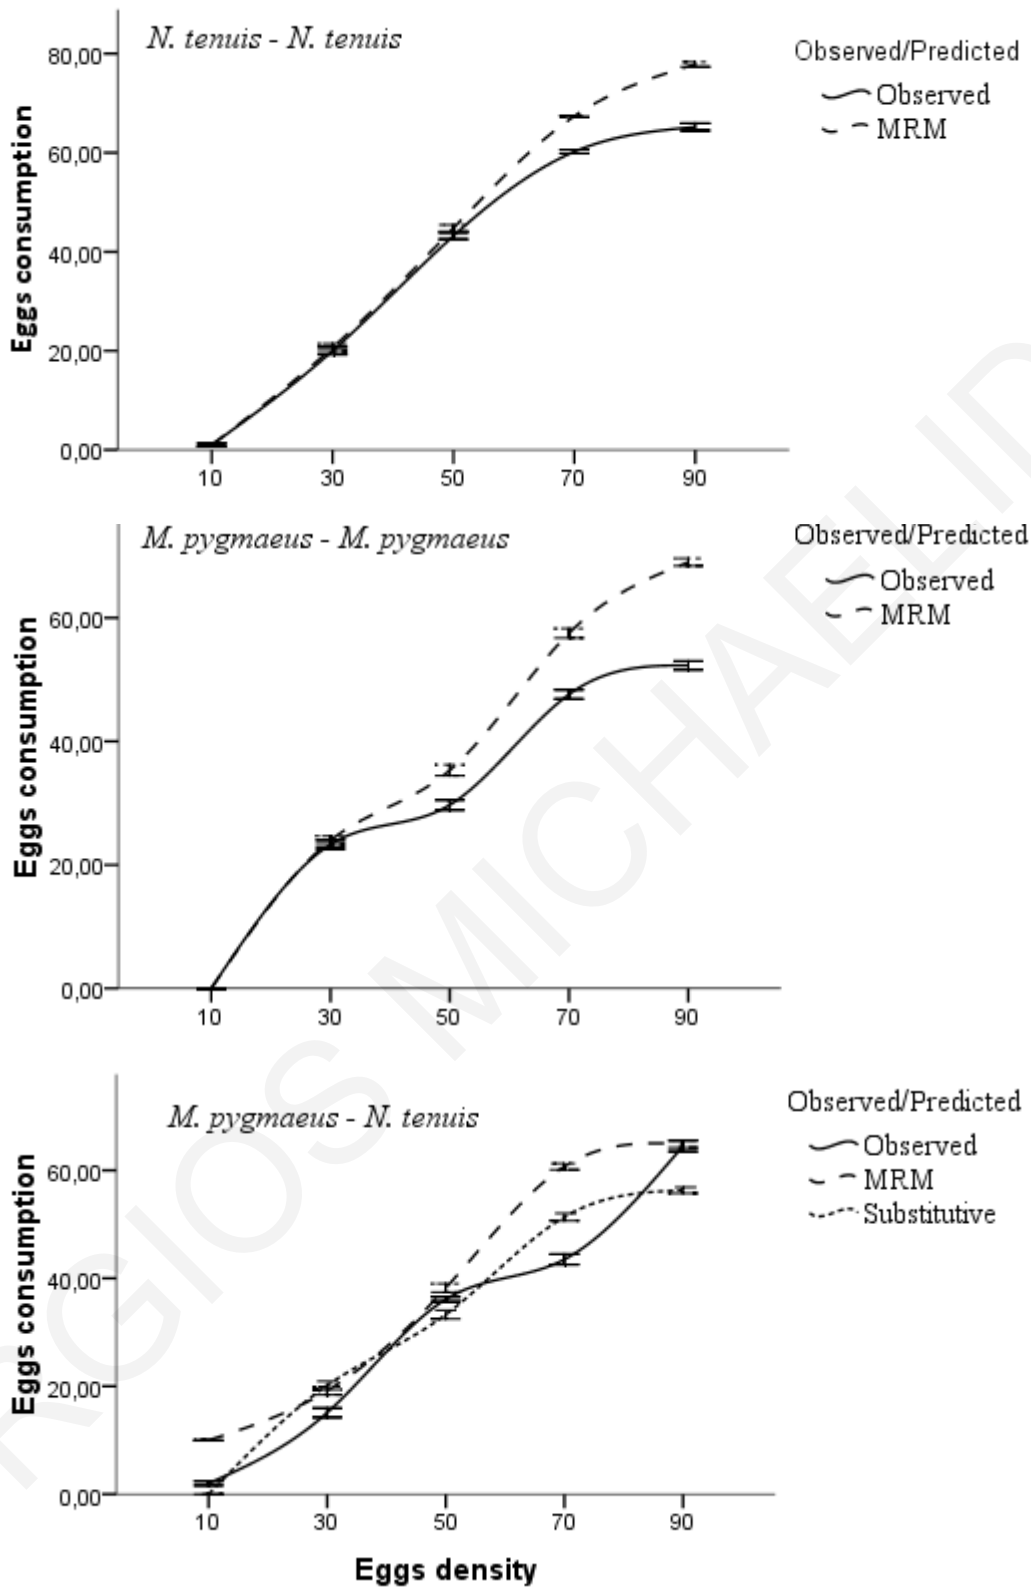 N. tenuis - N. tenuis
Observed/Predicted
Observed
MRM
Eggs consumption
80,00
60,00
40,00
20,00
0,00
10 30 50 70 90
M. pygmaeus - M. pygmaeus
Observed/Predicted
Observed
MRM
Eggs consumption
60,00
40,00
20,00
0,00
10 30 50 70 90
M. pygmaeus - N. tenuis
Observed/Predicted
Observed
MRM
Substitutive
Eggs consumption
60,00
40,00
20,00
0,00
10 30 50 70 90
Eggs density
RGIOS MICHAELID